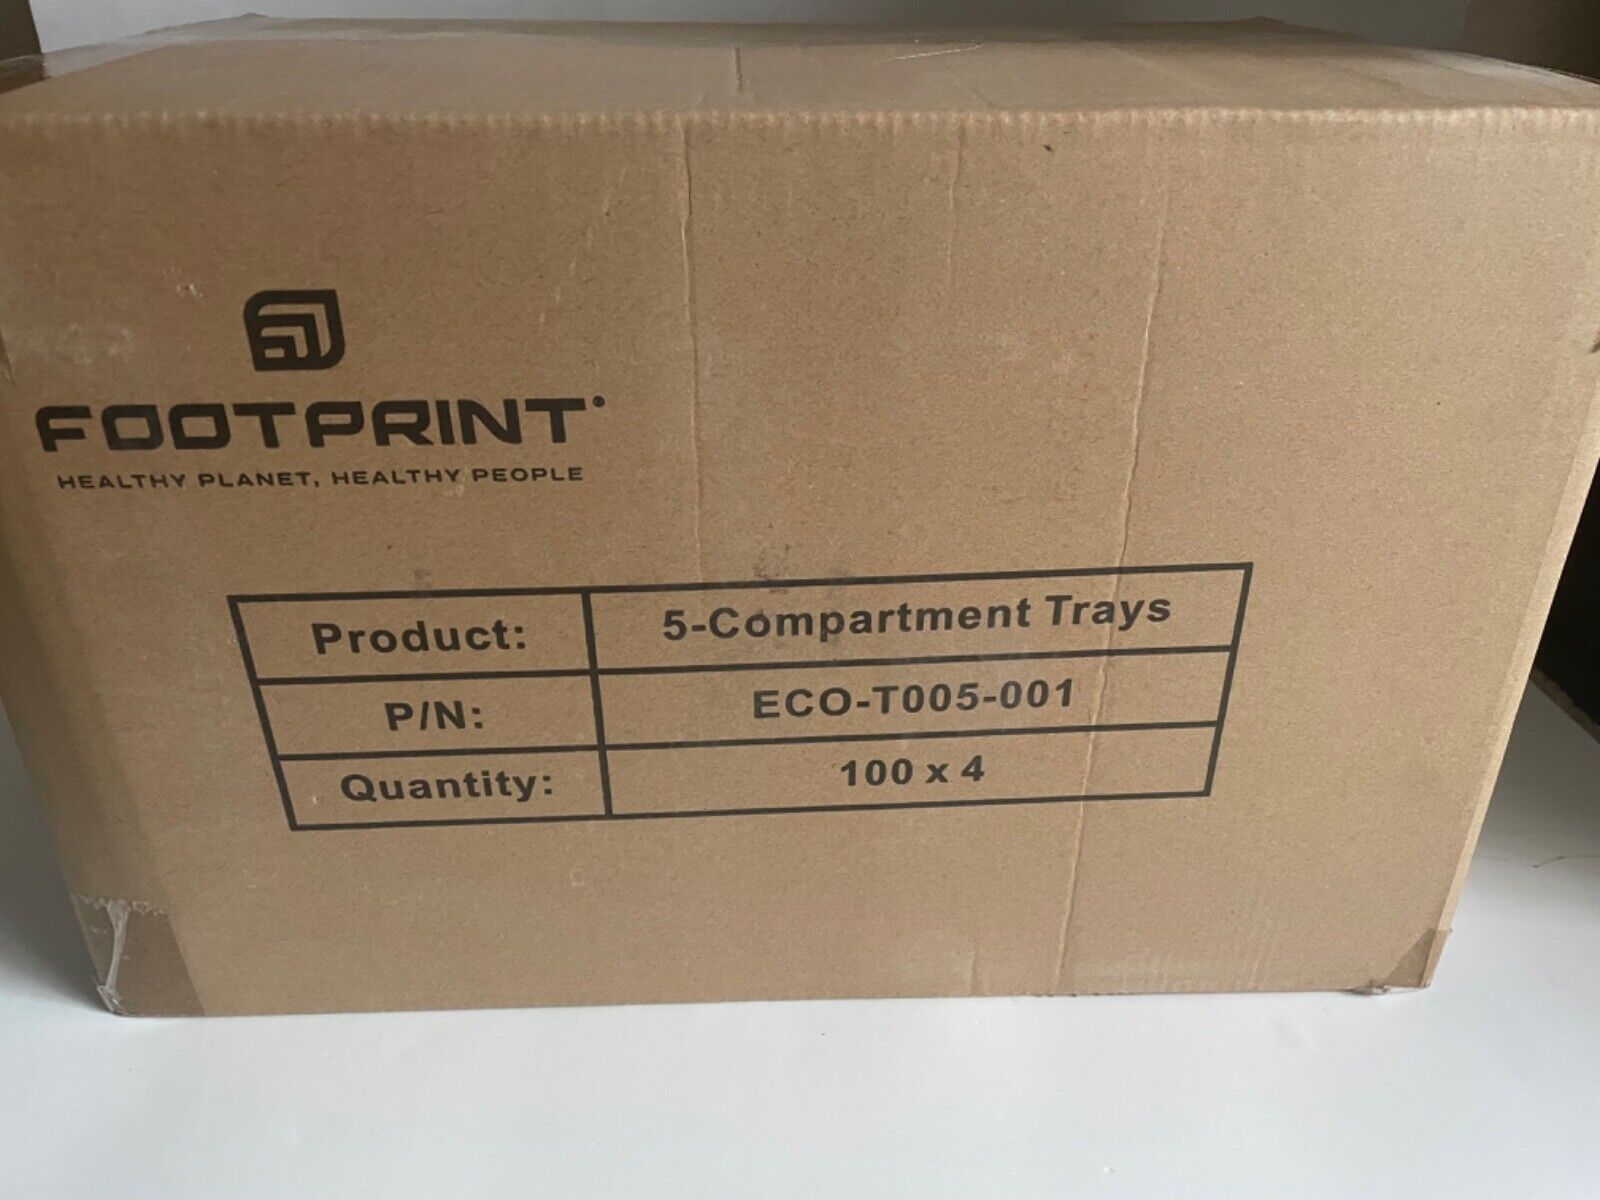 FOOTPRINT
HEALTHY PLANET, HEALTHY PEOPLE
Product: 5-Compartment Trays
P/N: ECO-T005-001
Quantity: 100 x 4